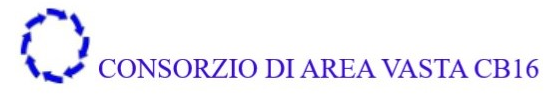 CONSORZIO DI AREA VASTA CB16